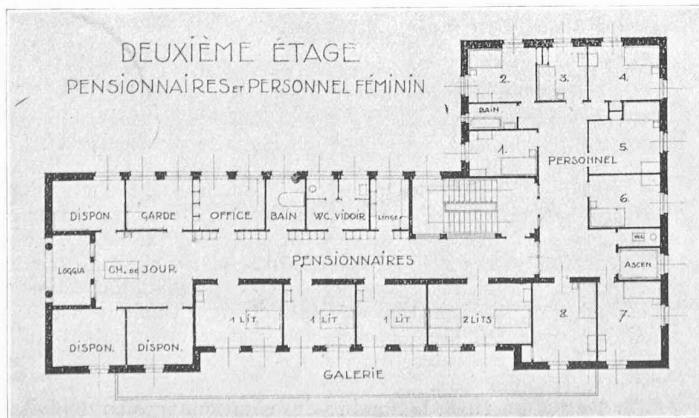 DEUXIÈME ÉTAGE
PENSIONNAIRES ET PERSONNEL FÉMININ
2.
3.
4.
BAIN
1.
5.
PERSONNEL
6.
DISPON.
GARDE
OFFICE
BAIN
W.C. VIDOIR
LINGE
W.C.
ASCEN
LOGGIA
CH. DE JOUR
PENSIONNAIRES
1 LIT.
1 LIT.
1 LIT
2 LITS
8.
7.
DISPON.
DISPON.
GALERIE